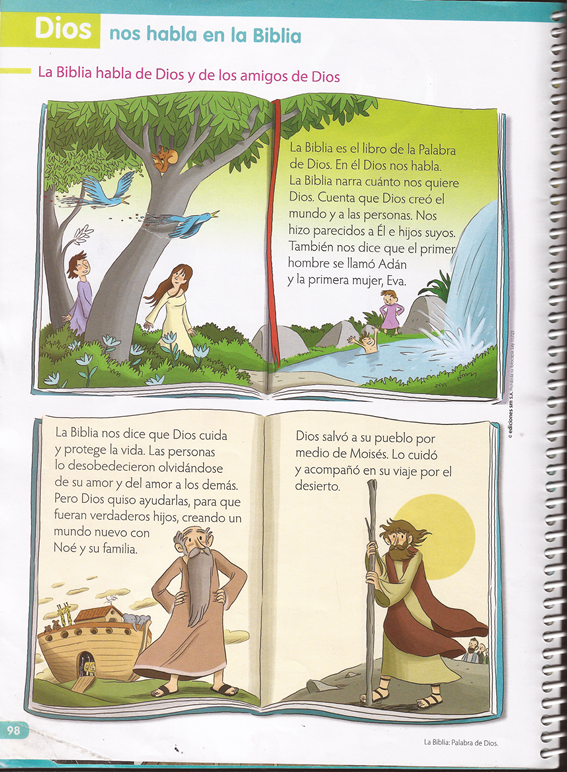 Dios nos habla en la Biblia
La Biblia habla de Dios y de los amigos de Dios
La Biblia es el libro de la Palabra
de Dios. En él Dios nos habla.
La Biblia narra cuánto nos quiere
Dios. Cuenta que Dios creó el
mundo y a las personas. Nos
hizo parecidos a Él e hijos suyos.
También nos dice que el primer
hombre se llamó Adán
y la primera mujer, Eva.
© ediciones sm S.A.
La Biblia nos dice que Dios cuida
y protege la vida. Las personas
lo desobedecieron olvidándose
de su amor y del amor a los demás.
Pero Dios quiso ayudarlas, para que
fueran verdaderos hijos, creando un
mundo nuevo con
Noé y su familia.
Dios salvó a su pueblo por
medio de Moisés. Lo cuidó
y acompañó en su viaje por el
desierto.
98
La Biblia: Palabra de Dios.